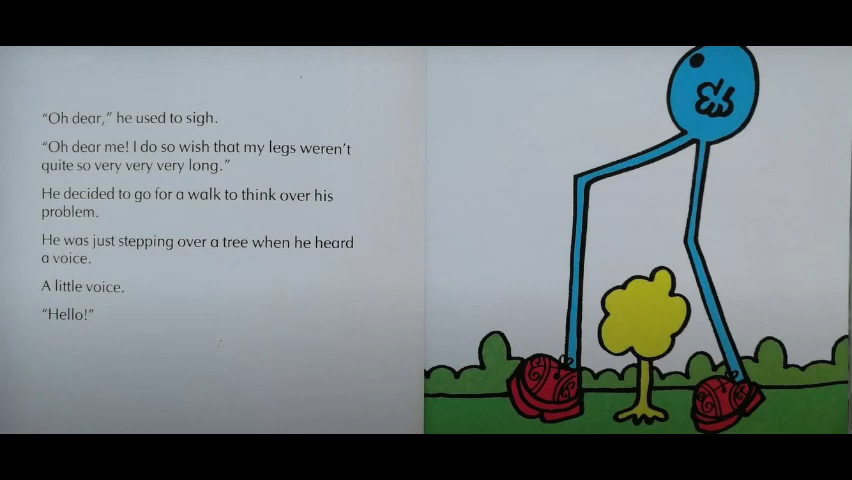 “Oh dear,” he used to sigh.
“Oh dear me! I do so wish that my legs weren’t
quite so very very very long.”
He decided to go for a walk to think over his
problem.
He was just stepping over a tree when he heard
a voice.
A little voice.
“Hello!”